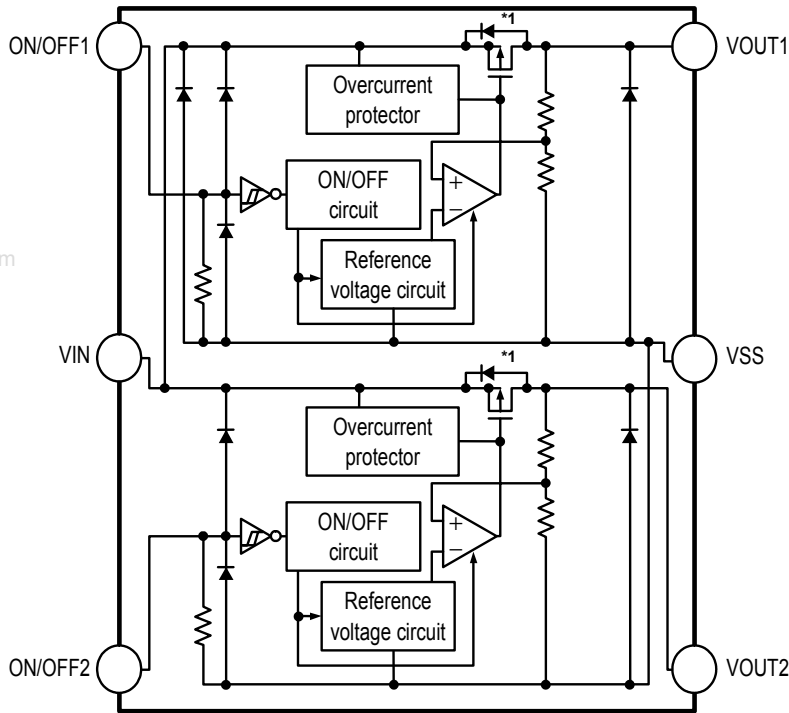 *1
ON/OFF1
VOUT1
Overcurrent
protector
ON/OFF
circuit
+
−
Reference
voltage circuit
m
VIN
VSS
*1
Overcurrent
protector
ON/OFF
circuit
+
−
Reference
voltage circuit
ON/OFF2
VOUT2